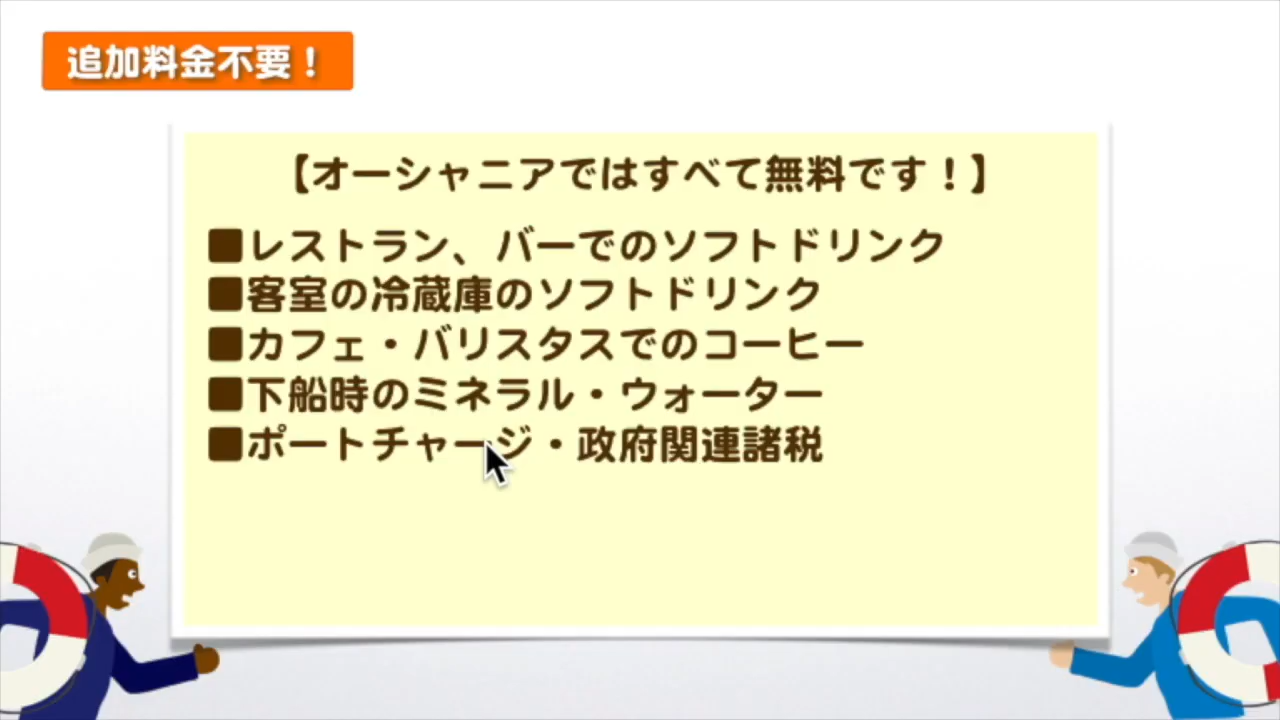 追加料金不要！
【オーシャニアではすべて無料です！】
■レストラン、バーでのソフトドリンク
■客室の冷蔵庫のソフトドリンク
■カフェ・バリスタスでのコーヒー
■下船時のミネラル・ウォーター
■ポートチャージ・政府関連諸税